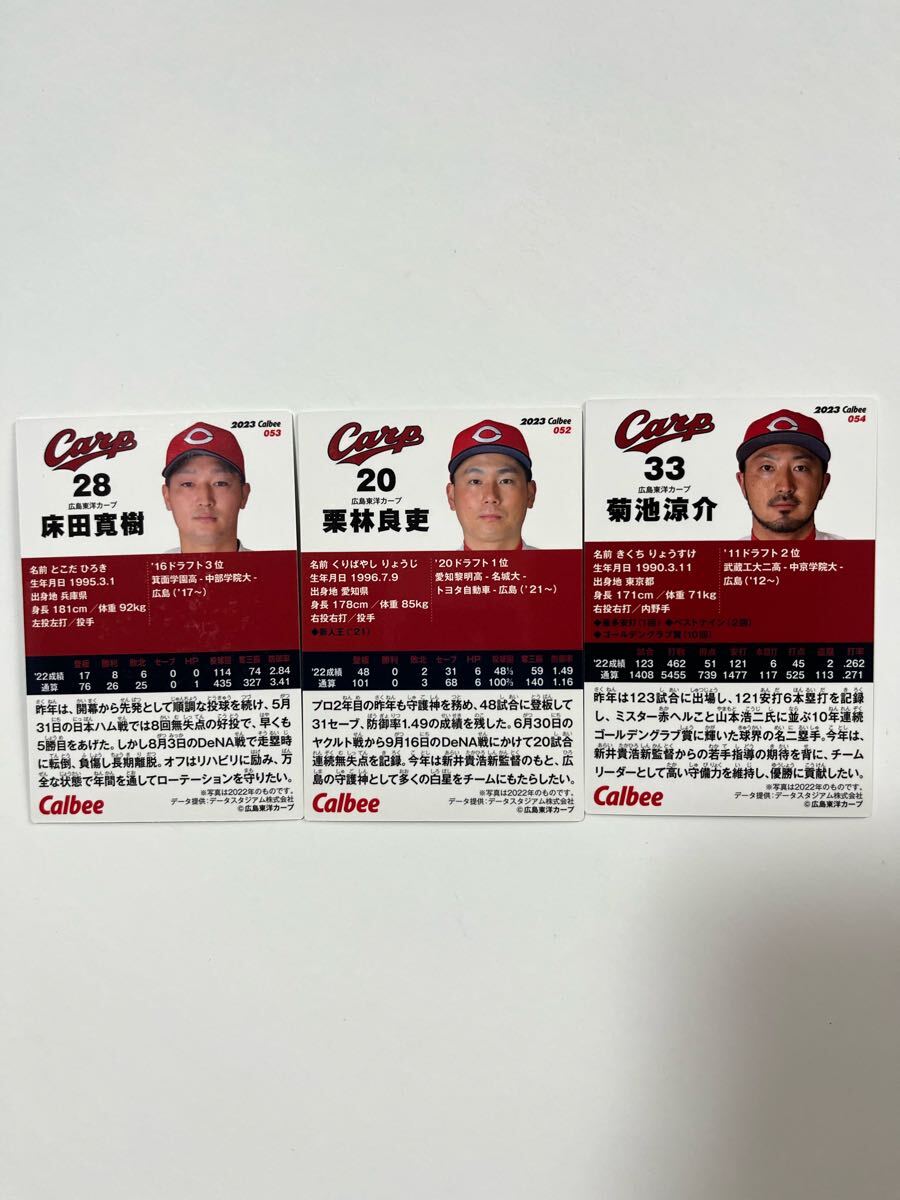 Carp
2023 Calbee
053
28
広島東洋カープ
床田寛樹
名前 とこだ ひろき
生年月日 1995.3.1
出身地 兵庫県
身長 181cm/体重 92kg
左投左打/投手
'16ドラフト3位
箕面学園高-中部学院大-
広島('17〜)
登板 勝利 敗北 セーブ HP 投球回 奪三振 防御率
'22成績 17 8 6 0 0 114 74 2.84
通算 76 26 25 0 1 435 327 3.41
昨年は、開幕から先発として順調な投球を続け、5月
31日の日本ハム戦では8回無失点の好投で、早くも
5勝目をあげた。しかし8月3日のDeNA戦で走塁時
に転倒、負傷し長期離脱。オフはリハビリに励み、万
全な状態で年間を通してローテーションを守りたい。
※写真は2022年のものです。
データ提供:データスタジアム株式会社
©広島東洋カープ
Calbee
Carp
2023 Calbee
052
20
広島東洋カープ
栗林良吏
名前 くりばやし りょうじ
生年月日 1996.7.9
出身地 愛知県
身長 178cm/体重 85kg
右投右打/投手
◆新人王('21)
'20ドラフト1位
愛知黎明高-名城大-
トヨタ自動車-広島('21〜)
登板 勝利 敗北 セーブ HP 投球回 奪三振 防御率
'22成績 48 0 2 31 6 48⅓ 59 1.49
通算 101 0 3 68 6 100⅔ 140 1.16
プロ2年目の昨年も守護神を務め、48試合に登板して
31セーブ、防御率1.49の成績を残した。6月30日の
ヤクルト戦から9月16日のDeNA戦にかけて20試合
連続無失点を記録。今年は新井貴浩新監督のもと、広
島の守護神として多くの白星をチームにもたらしたい。
※写真は2022年のものです。
データ提供:データスタジアム株式会社
©広島東洋カープ
Calbee
Carp
2023 Calbee
054
33
広島東洋カープ
菊池涼介
名前 きくち りょうすけ
生年月日 1990.3.11
出身地 東京都
身長 171cm/体重 71kg
右投右打/内野手
◆最多安打(1回) ◆ベストナイン(2回)
◆ゴールデングラブ賞(10回)
'11ドラフト2位
武蔵工大二高-中京学院大-
広島('12〜)
試合 打数 得点 安打 本塁打 打点 盗塁 打率
'22成績 123 462 51 121 6 45 2 .262
通算 1408 5455 739 1477 117 525 113 .271
昨年は123試合に出場し、121安打6本塁打を記録
し、ミスター赤ヘルこと山本浩二氏に並ぶ10年連続
ゴールデングラブ賞に輝いた球界の名二塁手。今年は、
新井貴浩新監督からの若手指導の期待を背に、チーム
リーダーとして高い守備力を維持し、優勝に貢献したい。
※写真は2022年のものです。
データ提供:データスタジアム株式会社
©広島東洋カープ
Calbee